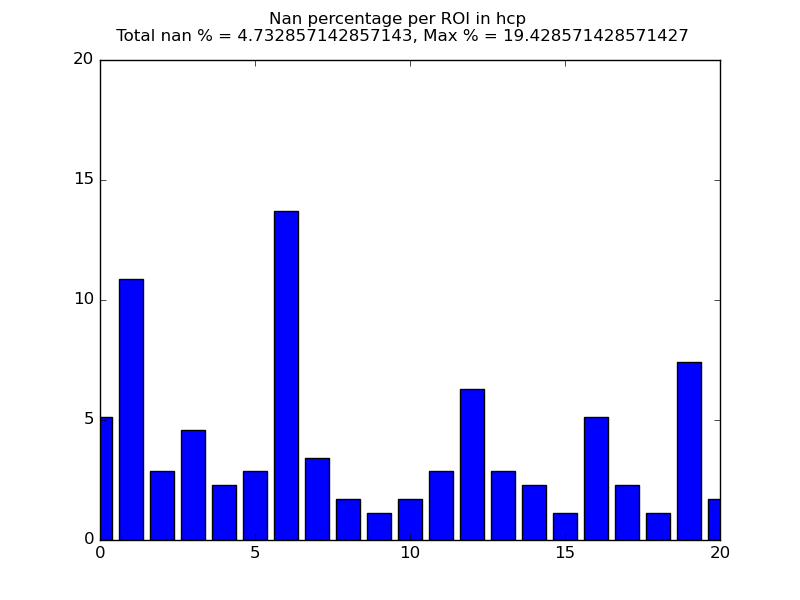 Nan percentage per ROI in hcp
Total nan % = 4.732857142857143, Max % = 19.428571428571427
20
15
10
5
0
0 5 10 15 20